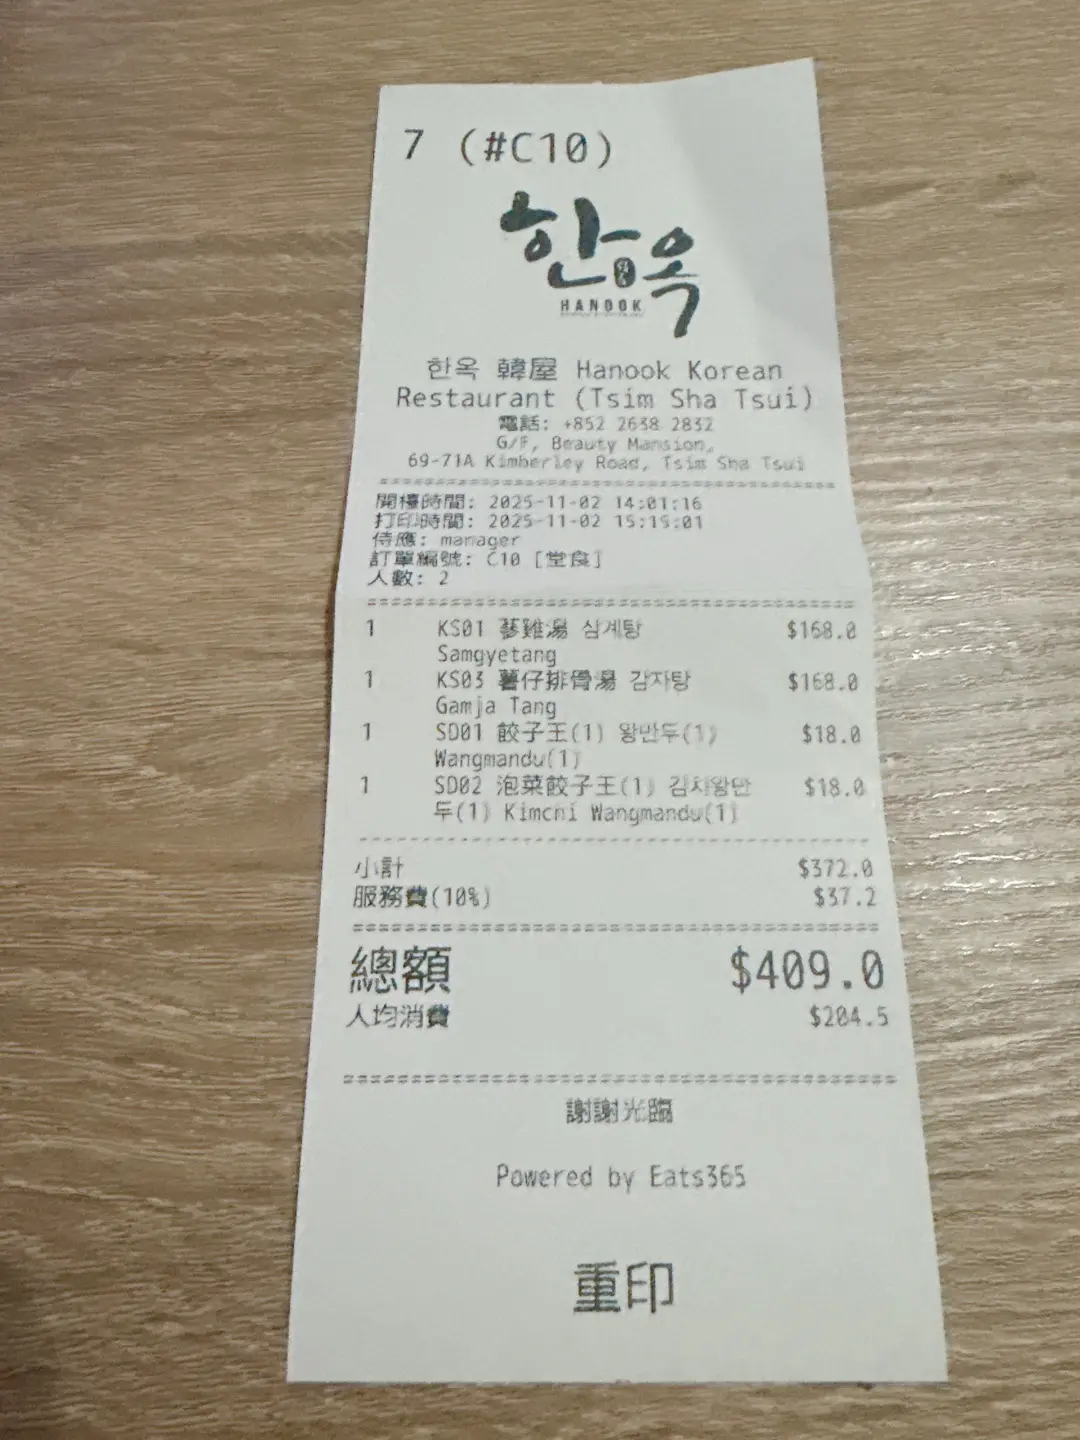 7 (#C10)
한옥
HANOOK
한옥 韓屋 Hanook Korean
Restaurant (Tsim Sha Tsui)
電話: +852 2638 2832
G/F, Beauty Mansion,
69-71A Kimberley Road, Tsim Sha Tsui
開檯時間: 2025-11-02 14:01:16
打印時間: 2025-11-02 15:15:01
侍應: manager
訂單編號: C10 [堂食]
人數: 2
1 KS01 蔘雞湯 삼계탕 $168.0
Samgyetang
1 KS03 薯仔排骨湯 감자탕 $168.0
Gamja Tang
1 SD01 餃子王(1) 왕만두(1) $18.0
Wangmandu(1)
1 SD02 泡菜餃子王(1) 김치왕만 $18.0
두(1) Kimchi Wangmandu(1)
小計 $372.0
服務費(10%) $37.2
總額 $409.0
人均消費 $204.5
謝謝光臨
Powered by Eats365
重印